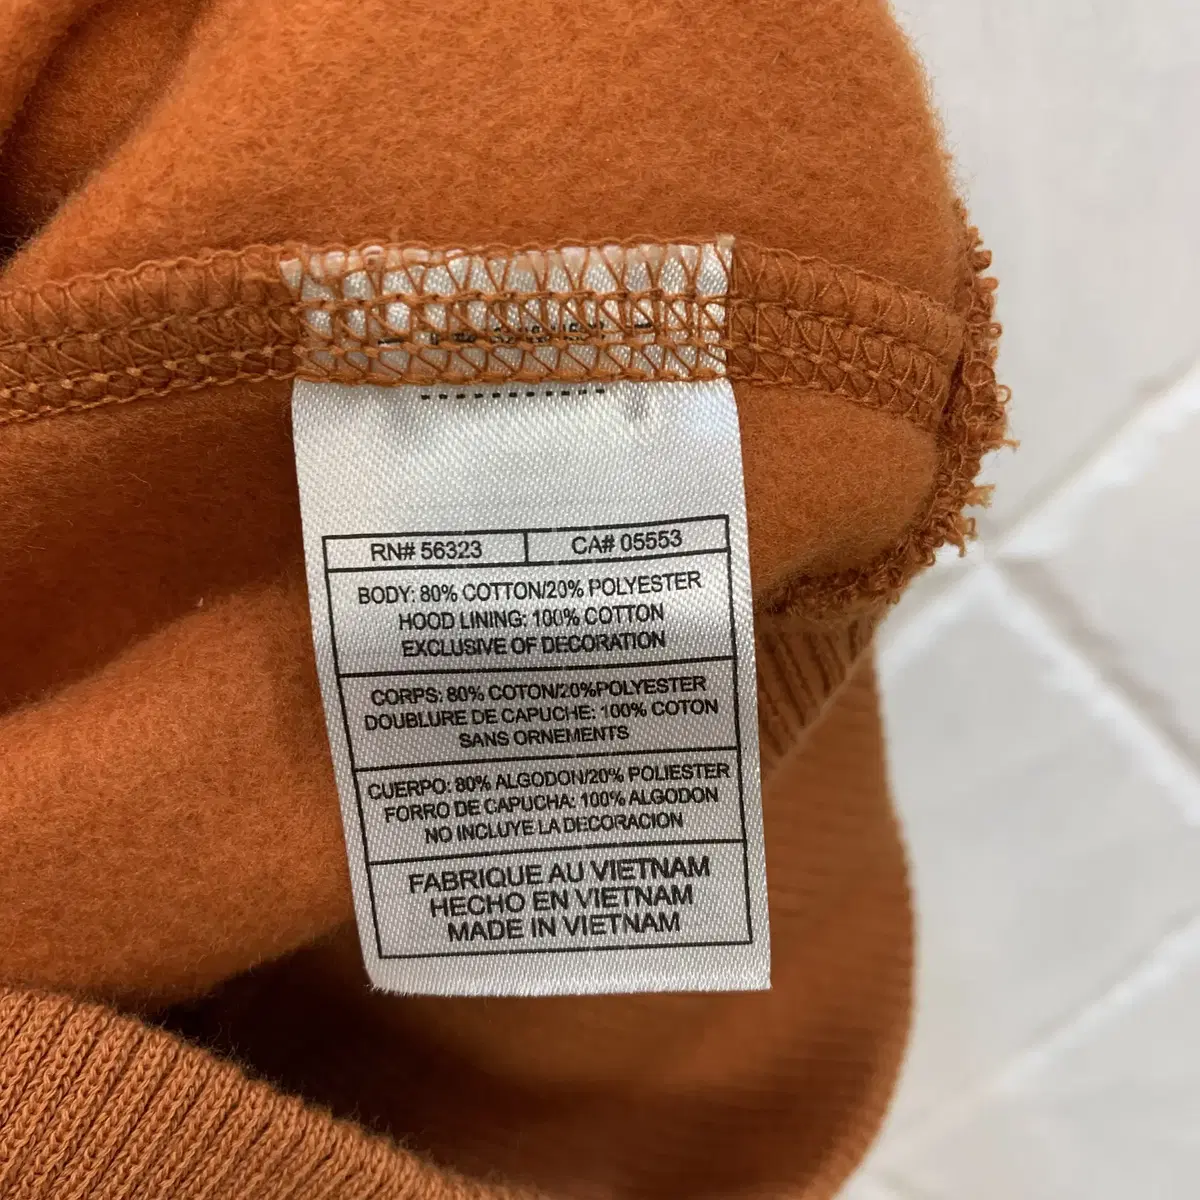 RN# 56323
CA# 05553
BODY: 80% COTTON/20% POLYESTER
HOOD LINING: 100% COTTON
EXCLUSIVE OF DECORATION
CORPS: 80% COTON/20%POLYESTER
DOUBLURE DE CAPUCHE: 100% COTON
SANS ORNEMENTS
CUERPO: 80% ALGODON/20% POLIESTER
FORRO DE CAPUCHA: 100% ALGODON
NO INCLUYE LA DECORACION
FABRIQUE AU VIETNAM
HECHO EN VIETNAM
MADE IN VIETNAM